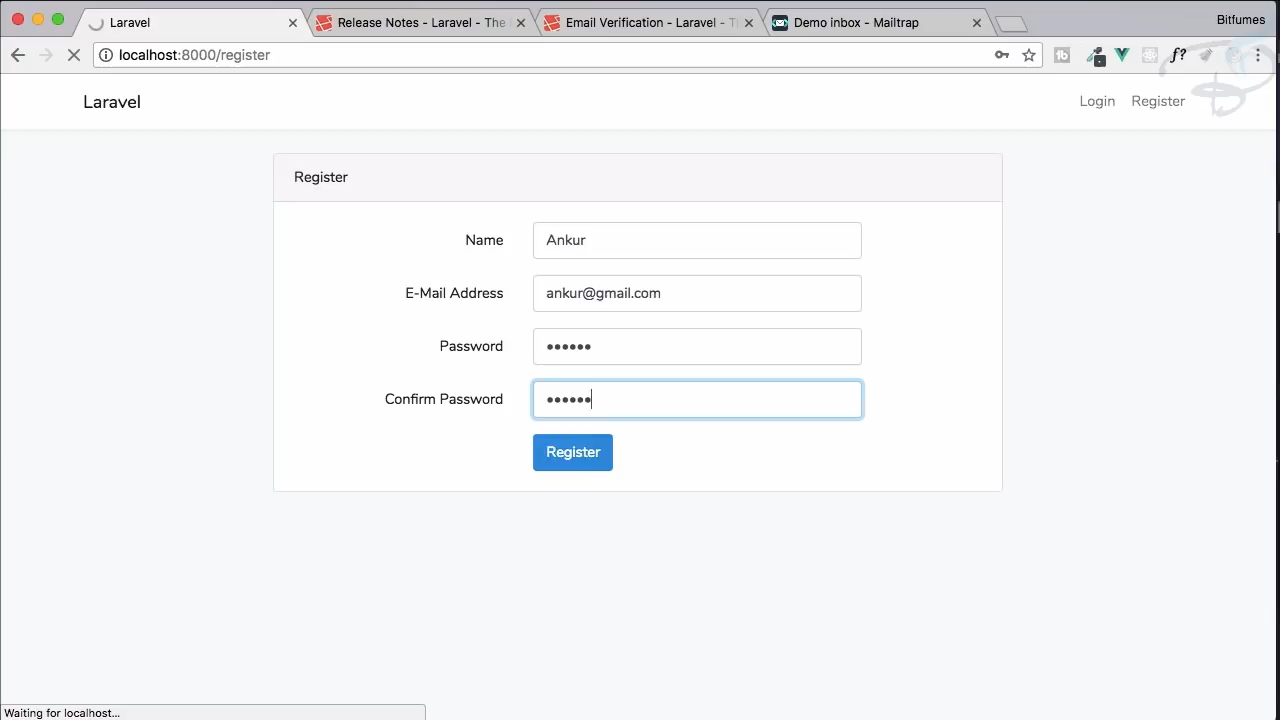 Laravel
Release Notes - Laravel - The
Email Verification - Laravel - T
Demo inbox - Mailtrap
Bitfumes
localhost:8000/register
f?
Laravel
Login
Register
Register
Name
Ankur
E-Mail Address
ankur@gmail.com
Password
••••••
Confirm Password
••••••
Register
Waiting for localhost...